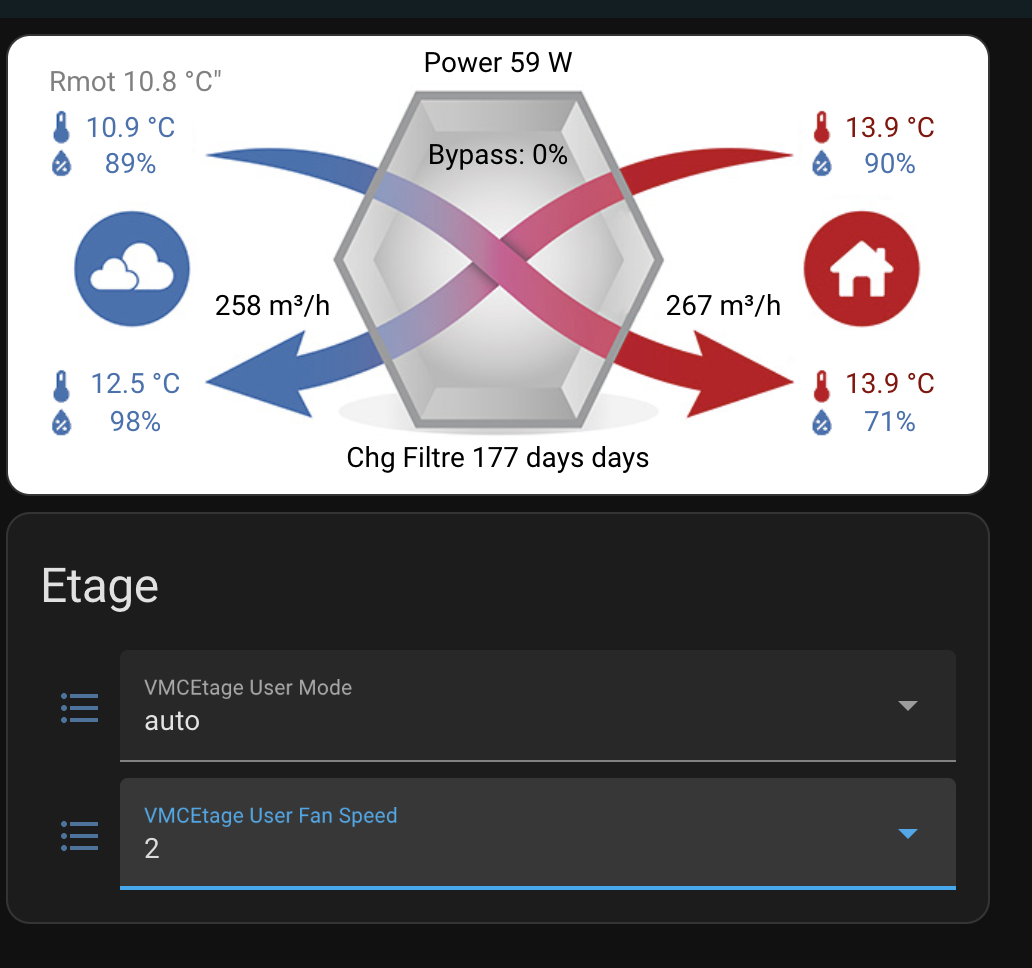 Power 59 W
Rmot 10.8 °C"
10.9 °C
89%
Bypass: 0%
13.9 °C
90%
258 m³/h
267 m³/h
12.5 °C
98%
13.9 °C
71%
Chg Filtre 177 days days
Etage
VMCEtage User Mode
auto
VMCEtage User Fan Speed
2